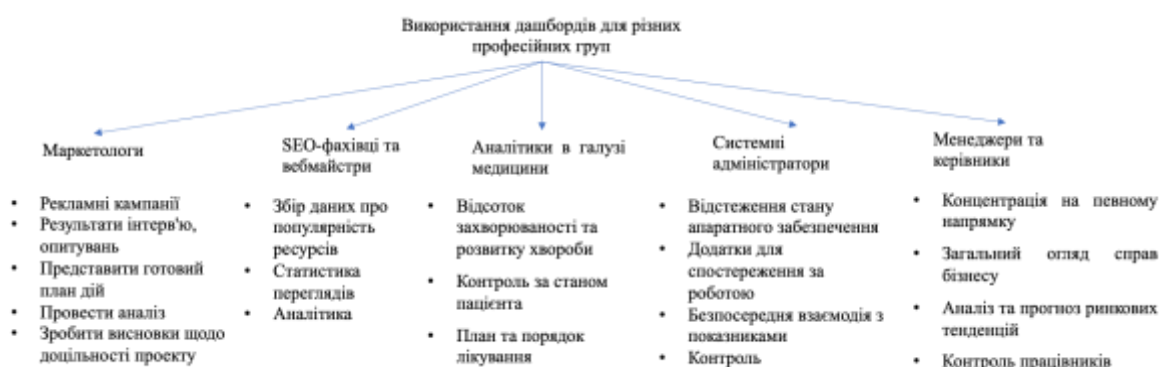 Використання дашбордів для різних
професійних груп
Маркетологи
• Рекламні кампанії
• Результати інтерв'ю,
опитувань
• Представити готовий
план дій
• Провести аналіз
• Зробити висновки щодо
доцільності проекту
SEO-фахівці та
вебмайстри
• Збір даних про
популярність
ресурсів
• Статистика
переглядів
• Аналітика
Аналітики в галузі
медицини
• Відсоток
захворюваності та
розвитку хвороби
• Контроль за станом
пацієнта
• План та порядок
лікування
Системні
адміністратори
• Відстеження стану
апаратного забезпечення
• Додатки для
спостереження за
роботою
• Безпосередня взаємодія з
показниками
• Контроль
Менеджери та
керівники
• Концентрація на певному
напрямку
• Загальний огляд справ
бізнесу
• Аналіз та прогноз ринкових
тенденцій
• Контроль працівників